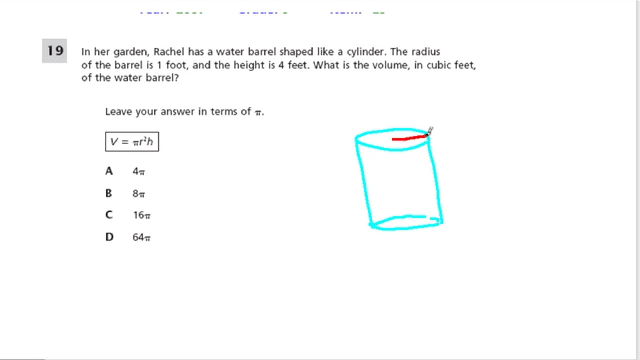 19 In her garden, Rachel has a water barrel shaped like a cylinder. The radius
of the barrel is 1 foot, and the height is 4 feet. What is the volume, in cubic feet,
of the water barrel?
Leave your answer in terms of π.
V = πr²h
A 4π
B 8π
C 16π
D 64π